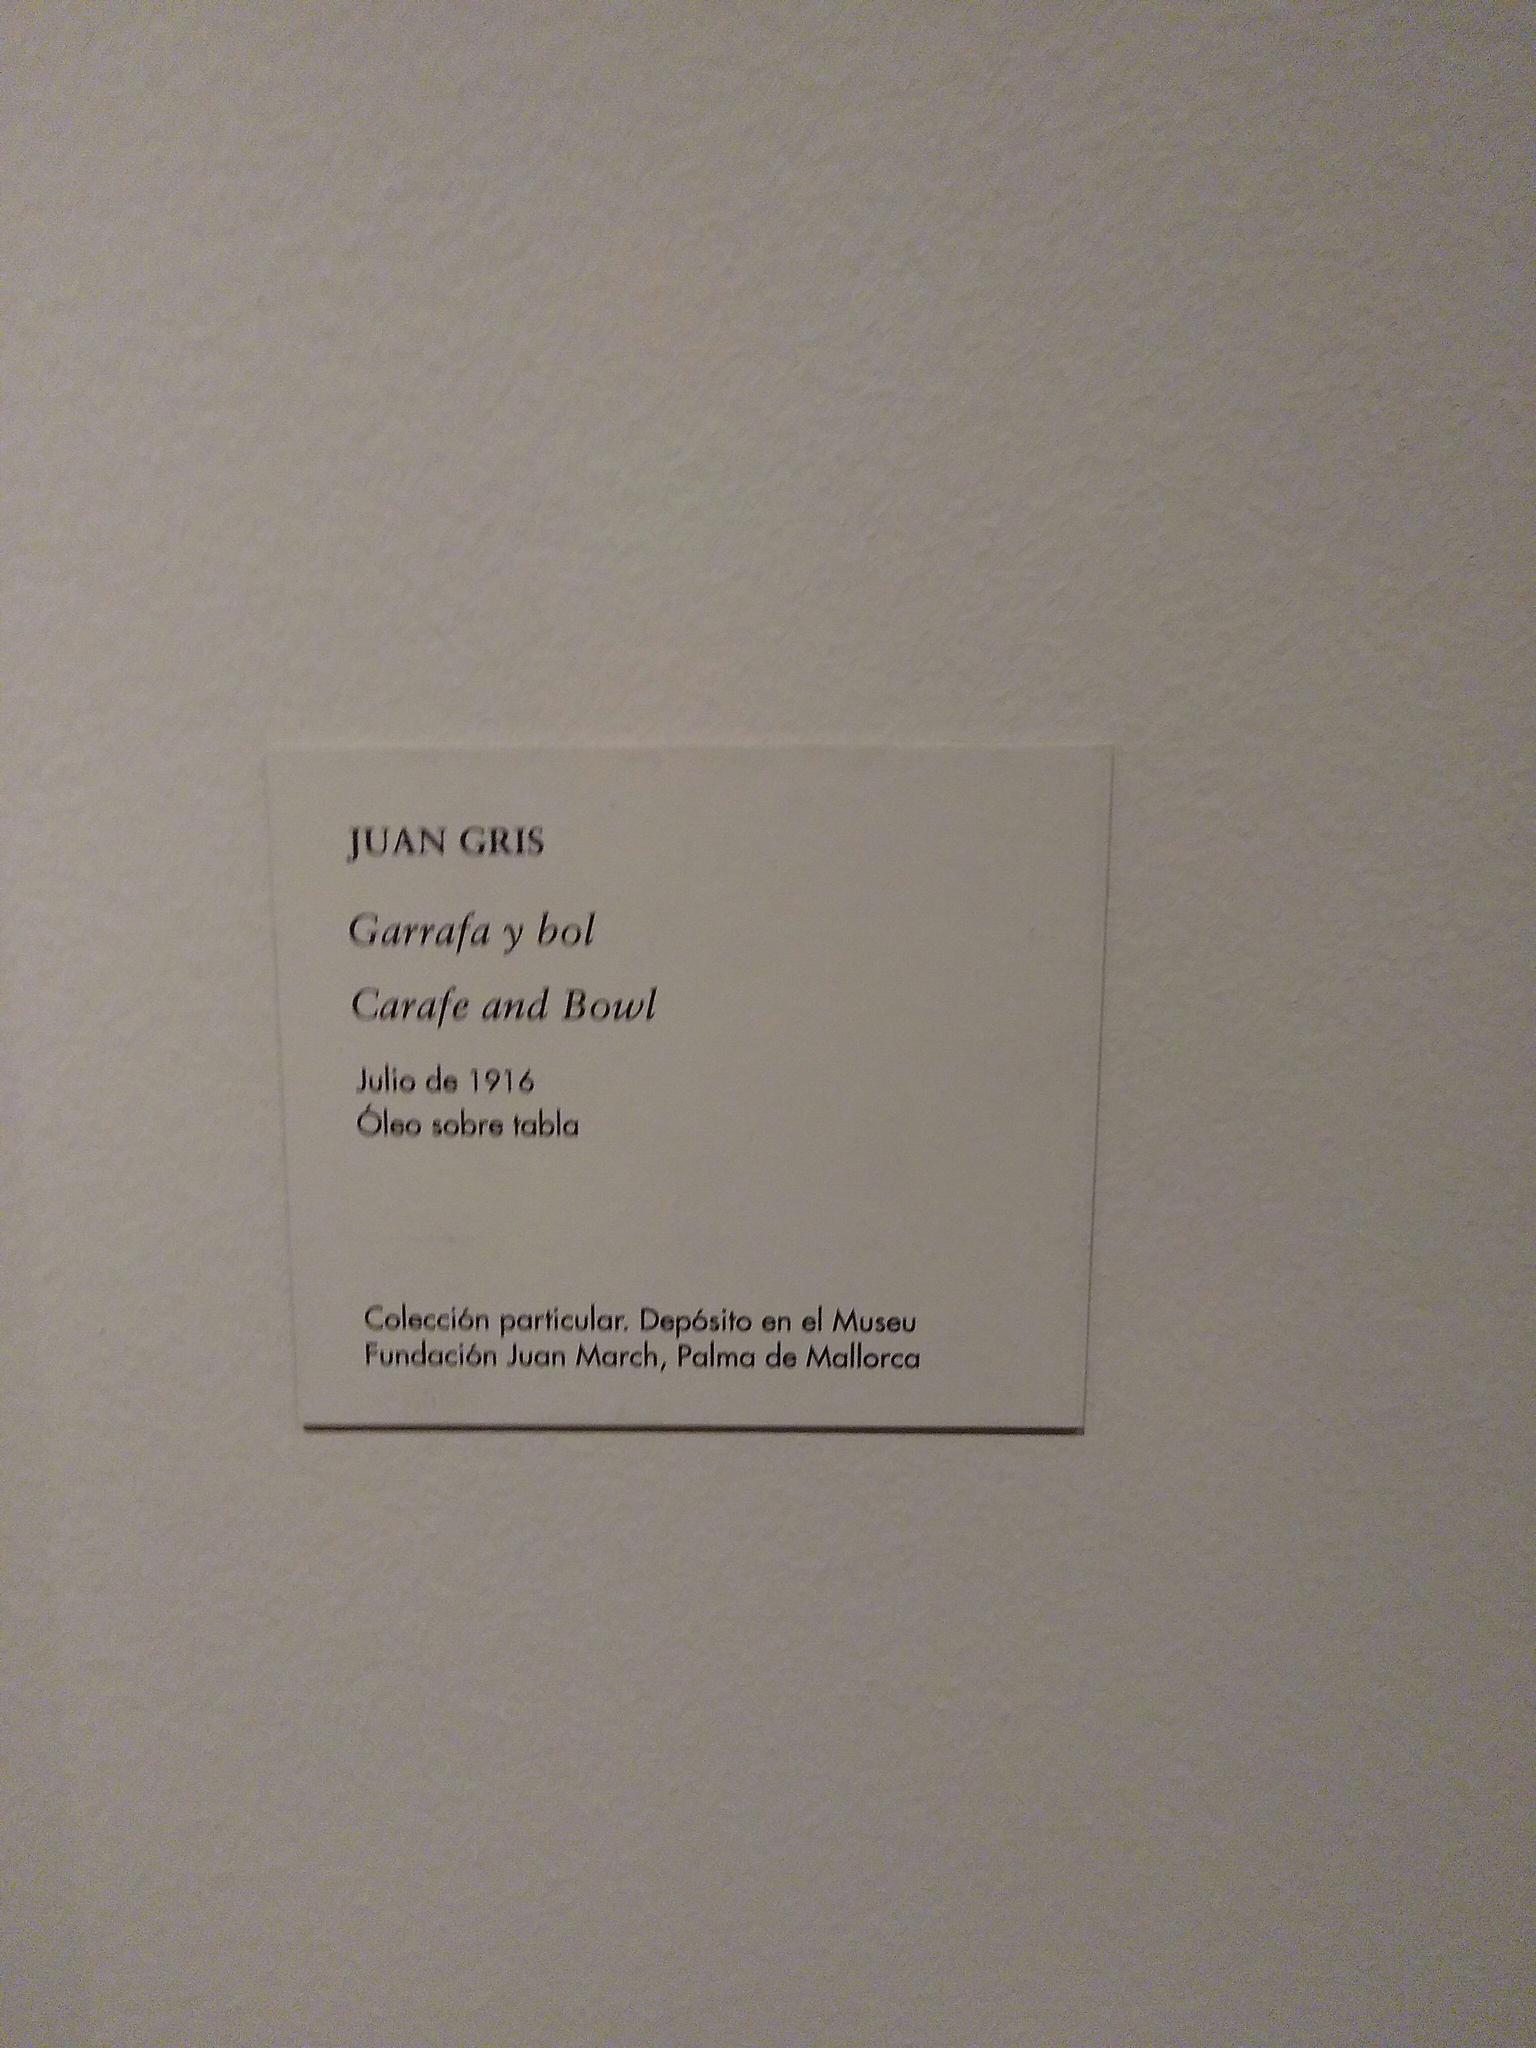 JUAN GRIS
Garrafa y bol
Carafe and Bowl
Julio de 1916
Óleo sobre tabla
Colección particular. Depósito en el Museu
Fundación Juan March, Palma de Mallorca